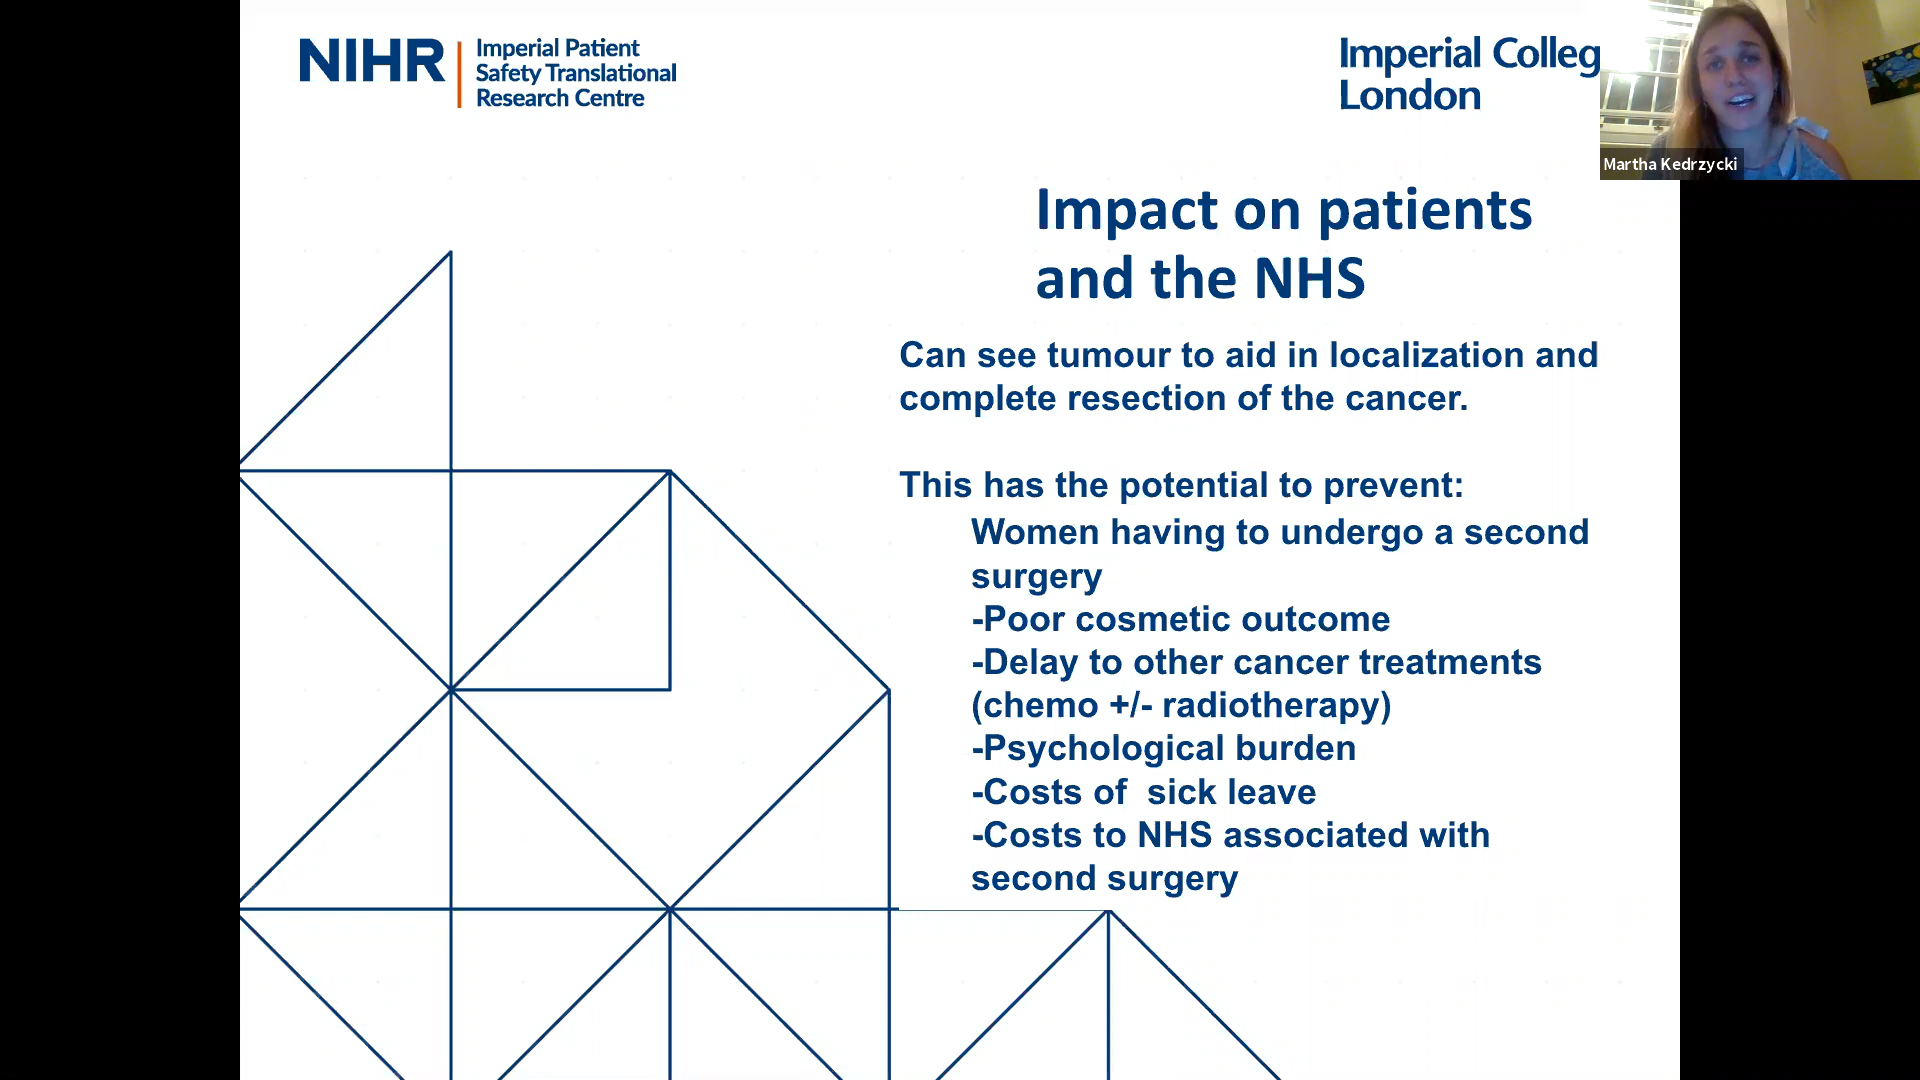 NIHR
Imperial Patient
Safety Translational
Research Centre
Imperial Colleg
London
Martha Kedrzycki
Impact on patients
and the NHS
Can see tumour to aid in localization and
complete resection of the cancer.
This has the potential to prevent:
Women having to undergo a second
surgery
-Poor cosmetic outcome
-Delay to other cancer treatments
(chemo +/- radiotherapy)
-Psychological burden
-Costs of  sick leave
-Costs to NHS associated with
second surgery